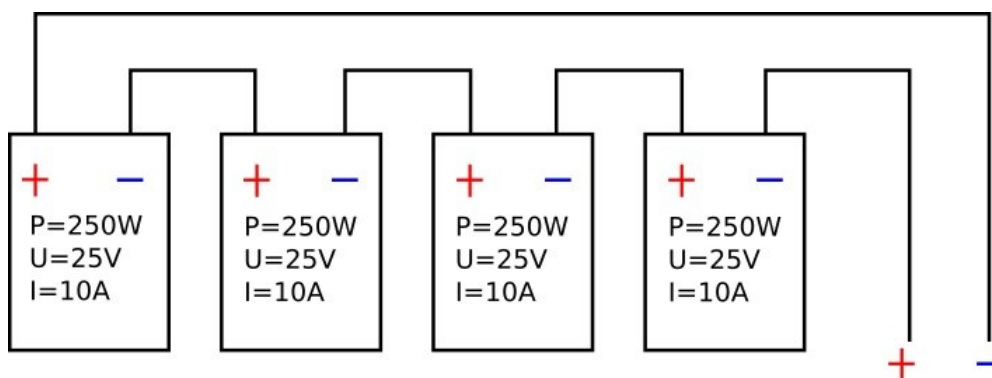 + −
P=250W
U=25V
I=10A
+ −
P=250W
U=25V
I=10A
+ −
P=250W
U=25V
I=10A
+ −
P=250W
U=25V
I=10A
+ −